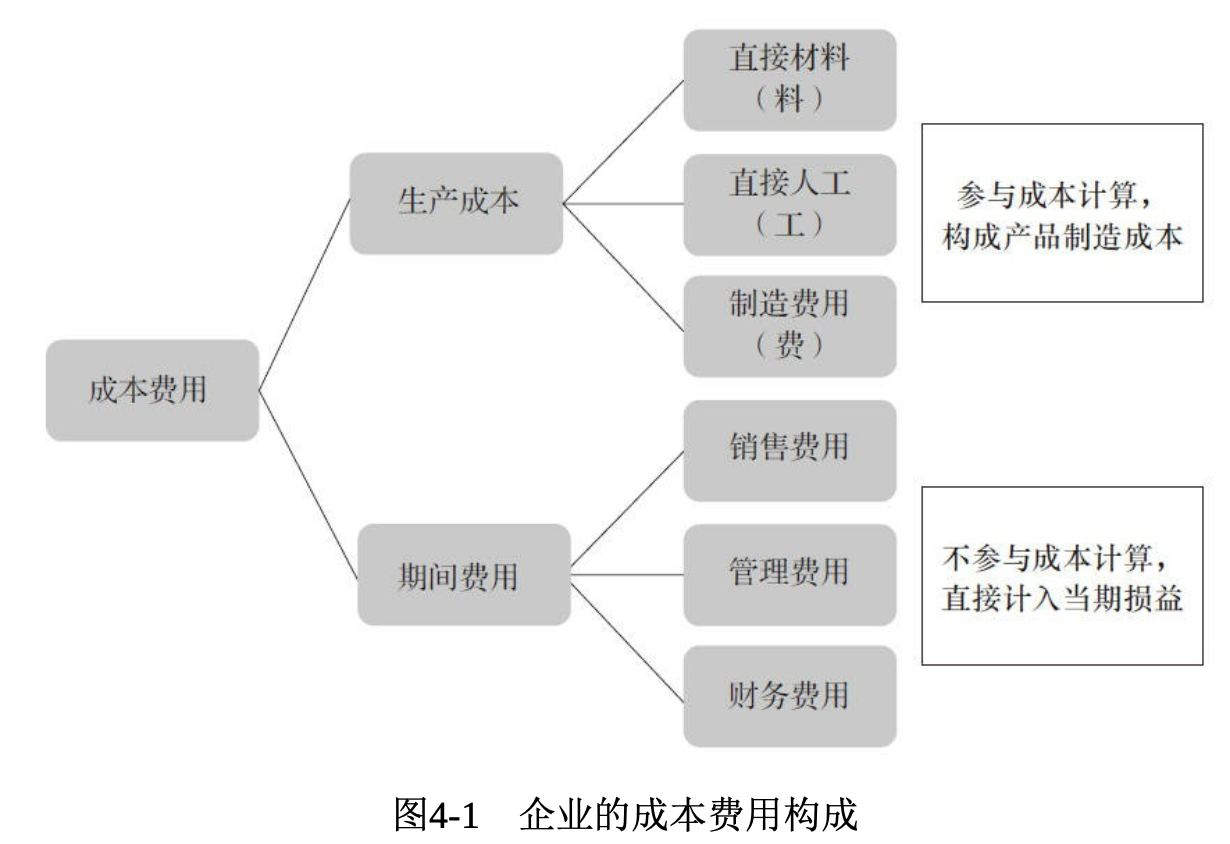 直接材料
（料）
直接人工
（工）
制造费用
（费）
生产成本
参与成本计算，
构成产品制造成本
成本费用
销售费用
管理费用
财务费用
期间费用
不参与成本计算，
直接计入当期损益
图4-1　企业的成本费用构成